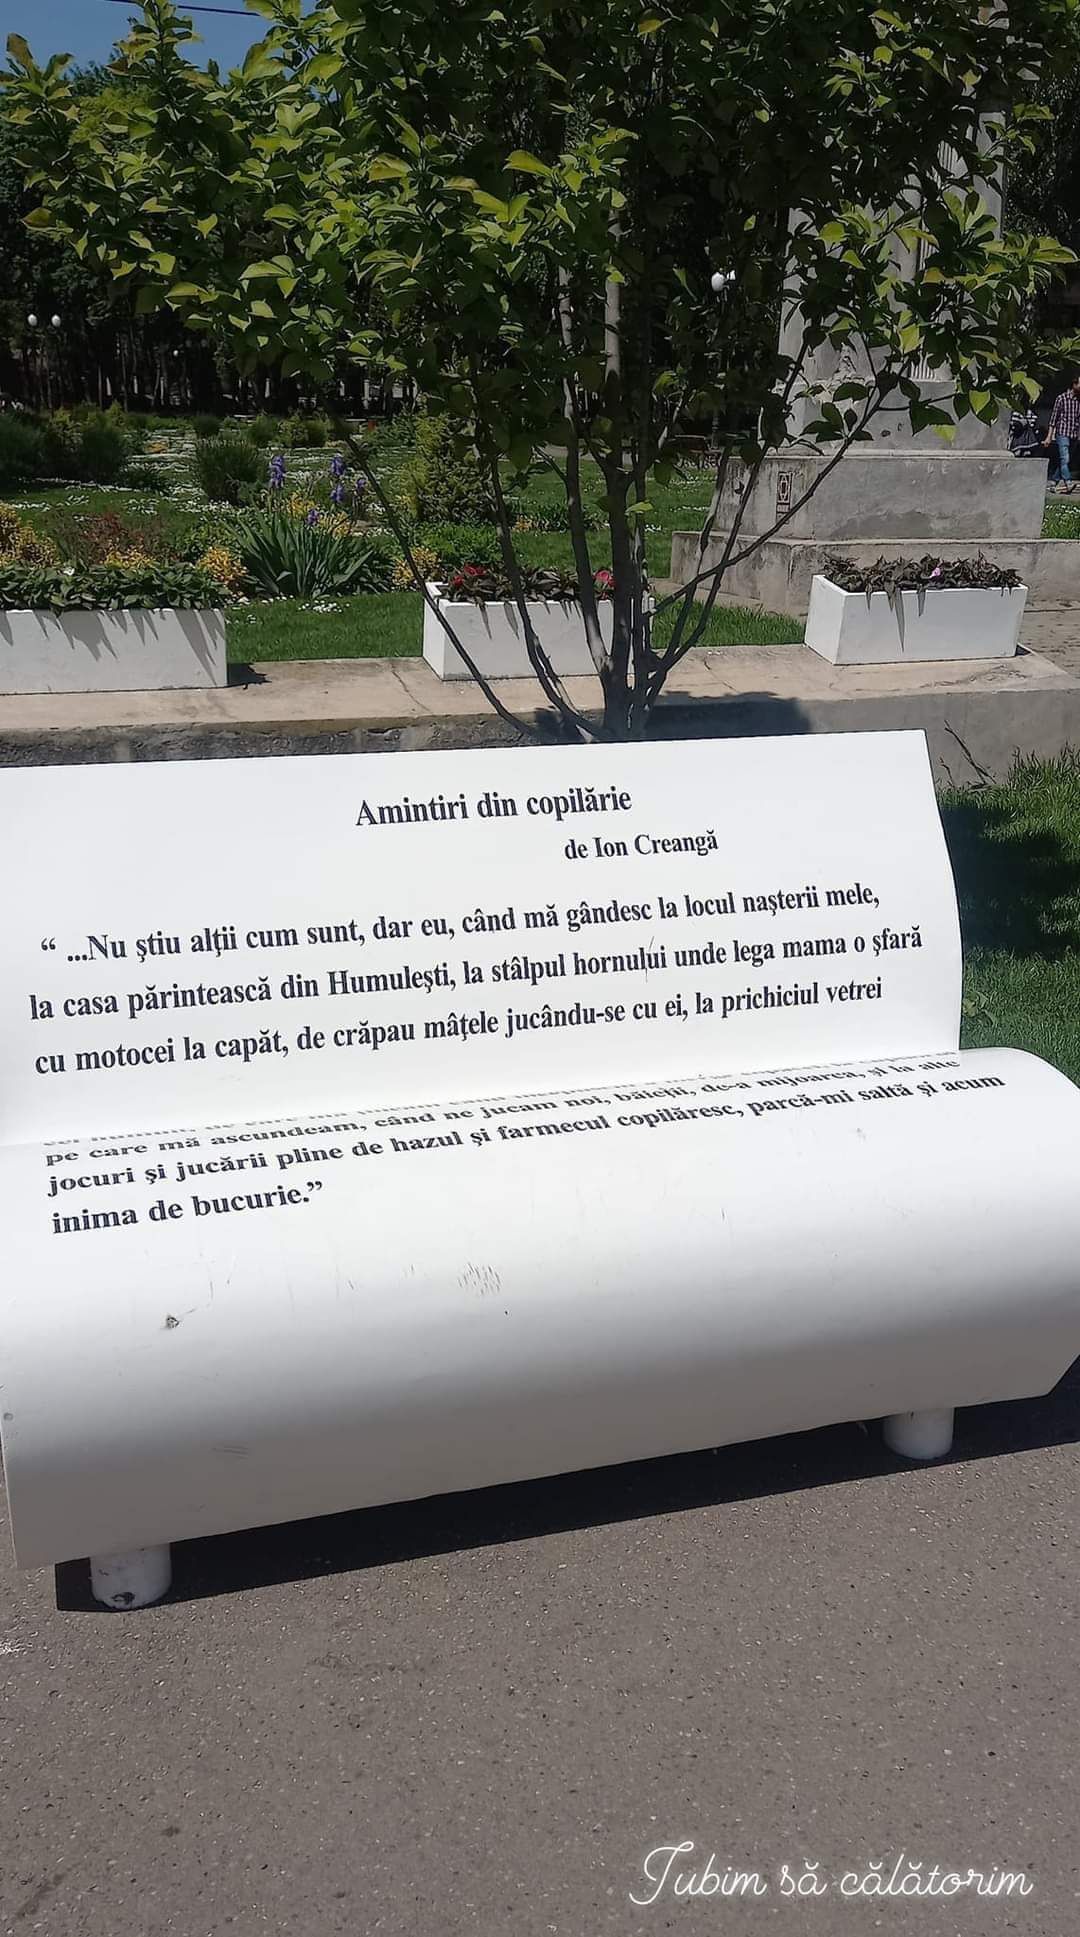 Amintiri din copilărie
de Ion Creangă
“ ...Nu ştiu alţii cum sunt, dar eu, când mă gândesc la locul naşterii mele,
la casa părintească din Humuleşti, la stâlpul hornului unde lega mama o şfară
cu motocei la capăt, de crăpau mâţele jucându-se cu ei, la prichiciul vetrei
pe care mă ascundeam, când ne jucam noi, băieţii, de-a mijoarca, şi la alte
jocuri şi jucării pline de hazul şi farmecul copilăresc, parcă-mi saltă şi acum
inima de bucurie.”
Iubim să călătorim